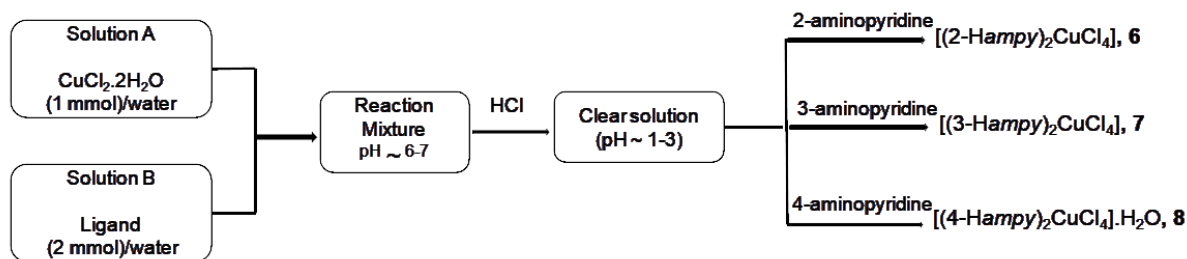 Solution A
CuCl₂.2H₂O
(1 mmol)/water
Solution B
Ligand
(2 mmol)/water
Reaction
Mixture
pH ~ 6-7
HCl
Clear solution
(pH ~ 1-3)
2-aminopyridine
[(2-Hampy)₂CuCl₄], 6
3-aminopyridine
[(3-Hampy)₂CuCl₄], 7
4-aminopyridine
[(4-Hampy)₂CuCl₄].H₂O, 8